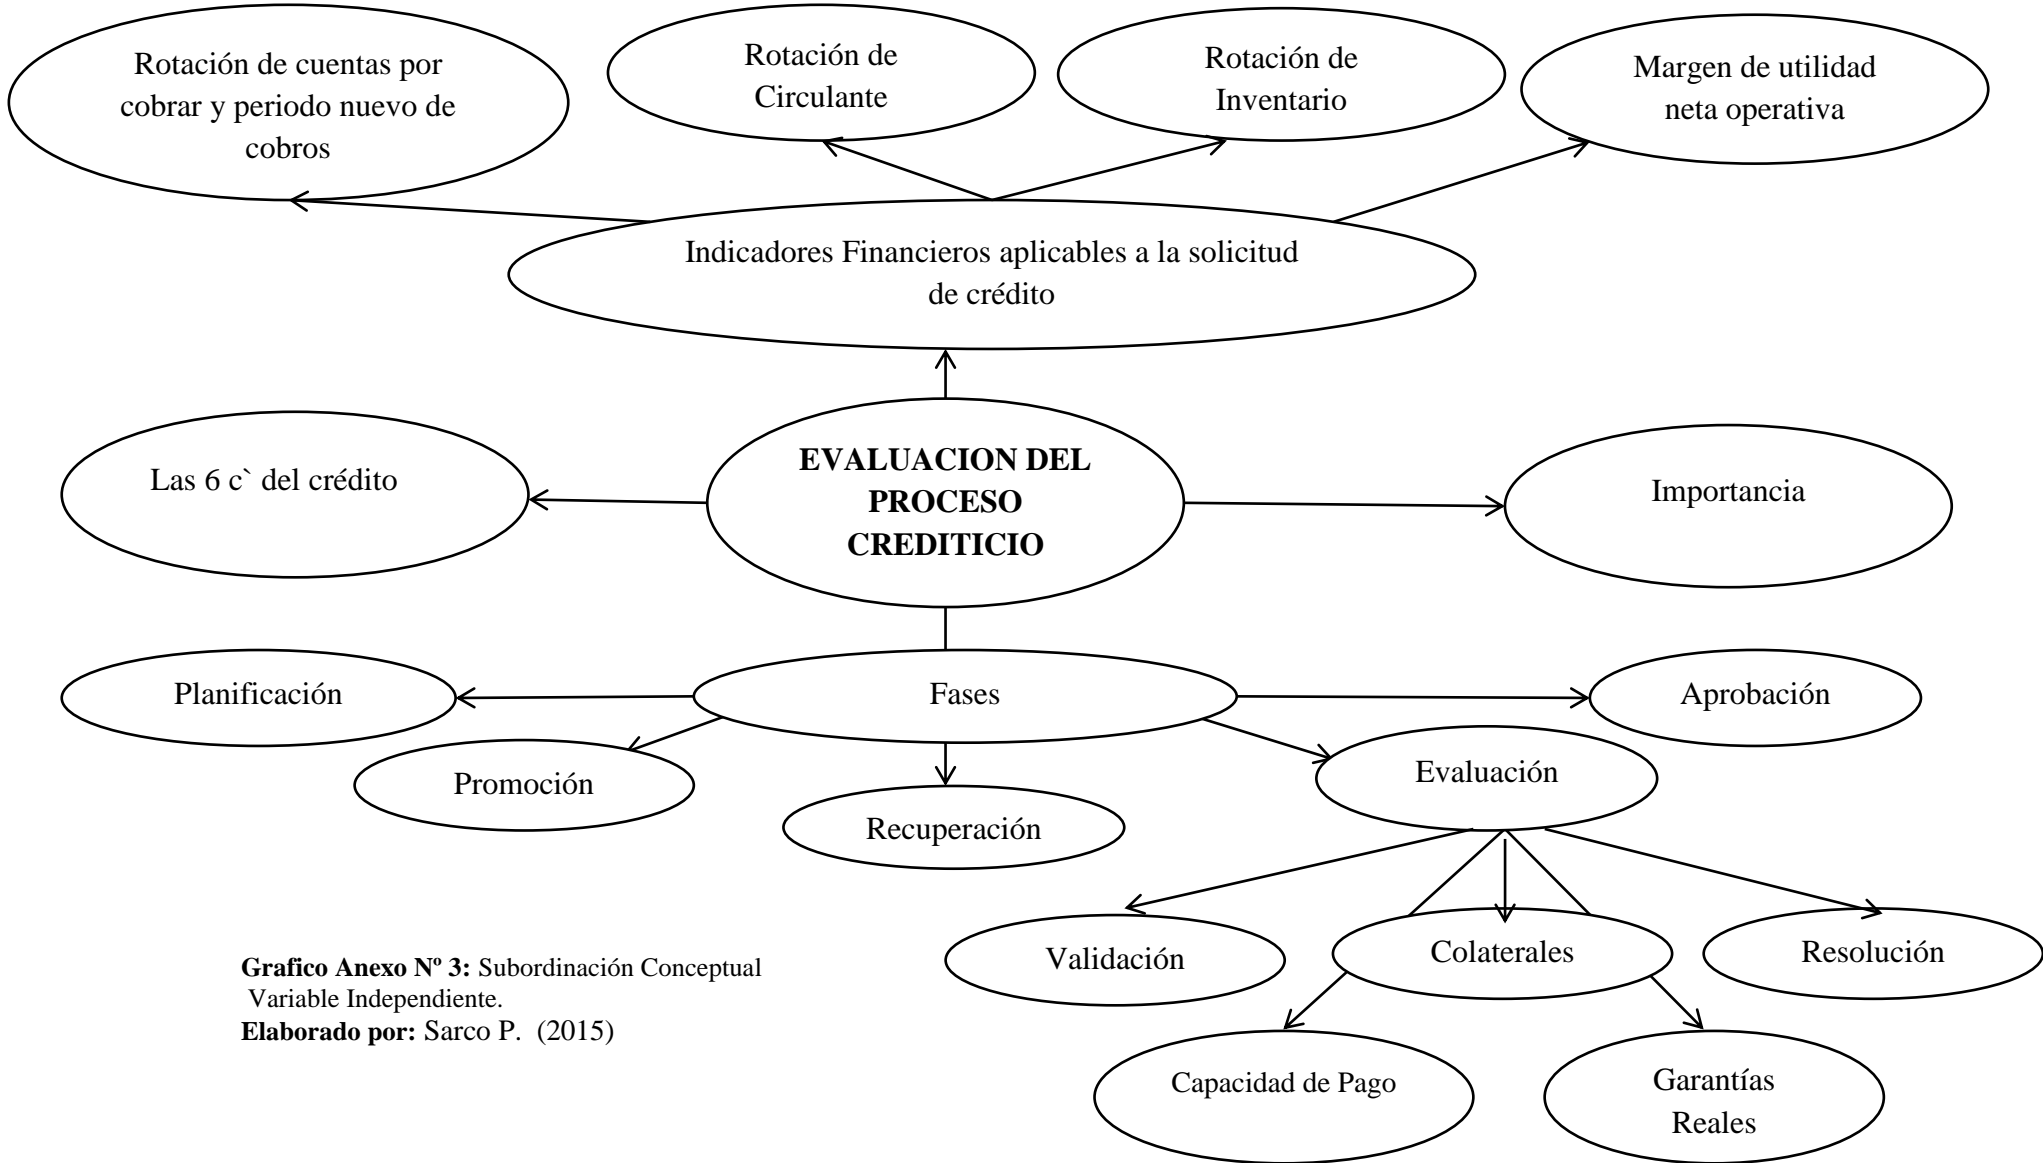 Rotación de cuentas por
cobrar y periodo nuevo de
cobros
Rotación de
Circulante
Rotación de
Inventario
Margen de utilidad
neta operativa
Indicadores Financieros aplicables a la solicitud
de crédito
Las 6 c` del crédito
EVALUACION DEL
PROCESO
CREDITICIO
Importancia
Planificación
Fases
Aprobación
Promoción
Recuperación
Evaluación
Validación
Colaterales
Resolución
Capacidad de Pago
Garantías
Reales
Grafico Anexo Nº 3: Subordinación Conceptual
Variable Independiente.
Elaborado por: Sarco P. (2015)